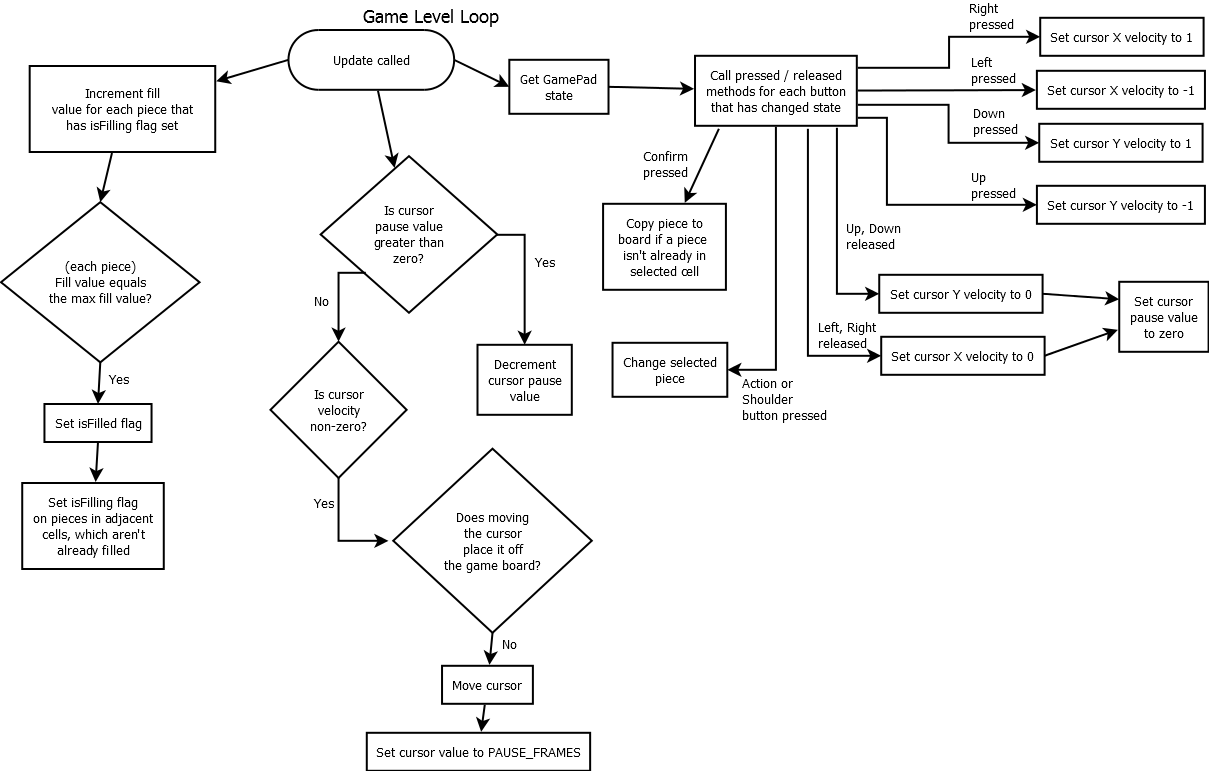 Game Level Loop
Update called
Increment fill
value for each piece that
has isFilling flag set
(each piece)
Fill value equals
the max fill value?
Yes
Set isFilled flag
Set isFilling flag
on pieces in adjacent
cells, which aren't
already filled
Is cursor
pause value
greater than
zero?
Yes
Decrement
cursor pause
value
No
Is cursor
velocity
non-zero?
Yes
Does moving
the cursor
place it off
the game board?
No
Move cursor
Set cursor value to PAUSE_FRAMES
Get GamePad
state
Call pressed / released
methods for each button
that has changed state
Right
pressed
Set cursor X velocity to 1
Left
pressed
Set cursor X velocity to -1
Down
pressed
Set cursor Y velocity to 1
Up
pressed
Set cursor Y velocity to -1
Confirm
pressed
Copy piece to
board if a piece
isn't already in
selected cell
Up, Down
released
Set cursor Y velocity to 0
Left, Right
released
Set cursor X velocity to 0
Set cursor
pause value
to zero
Change selected
piece
Action or
Shoulder
button pressed